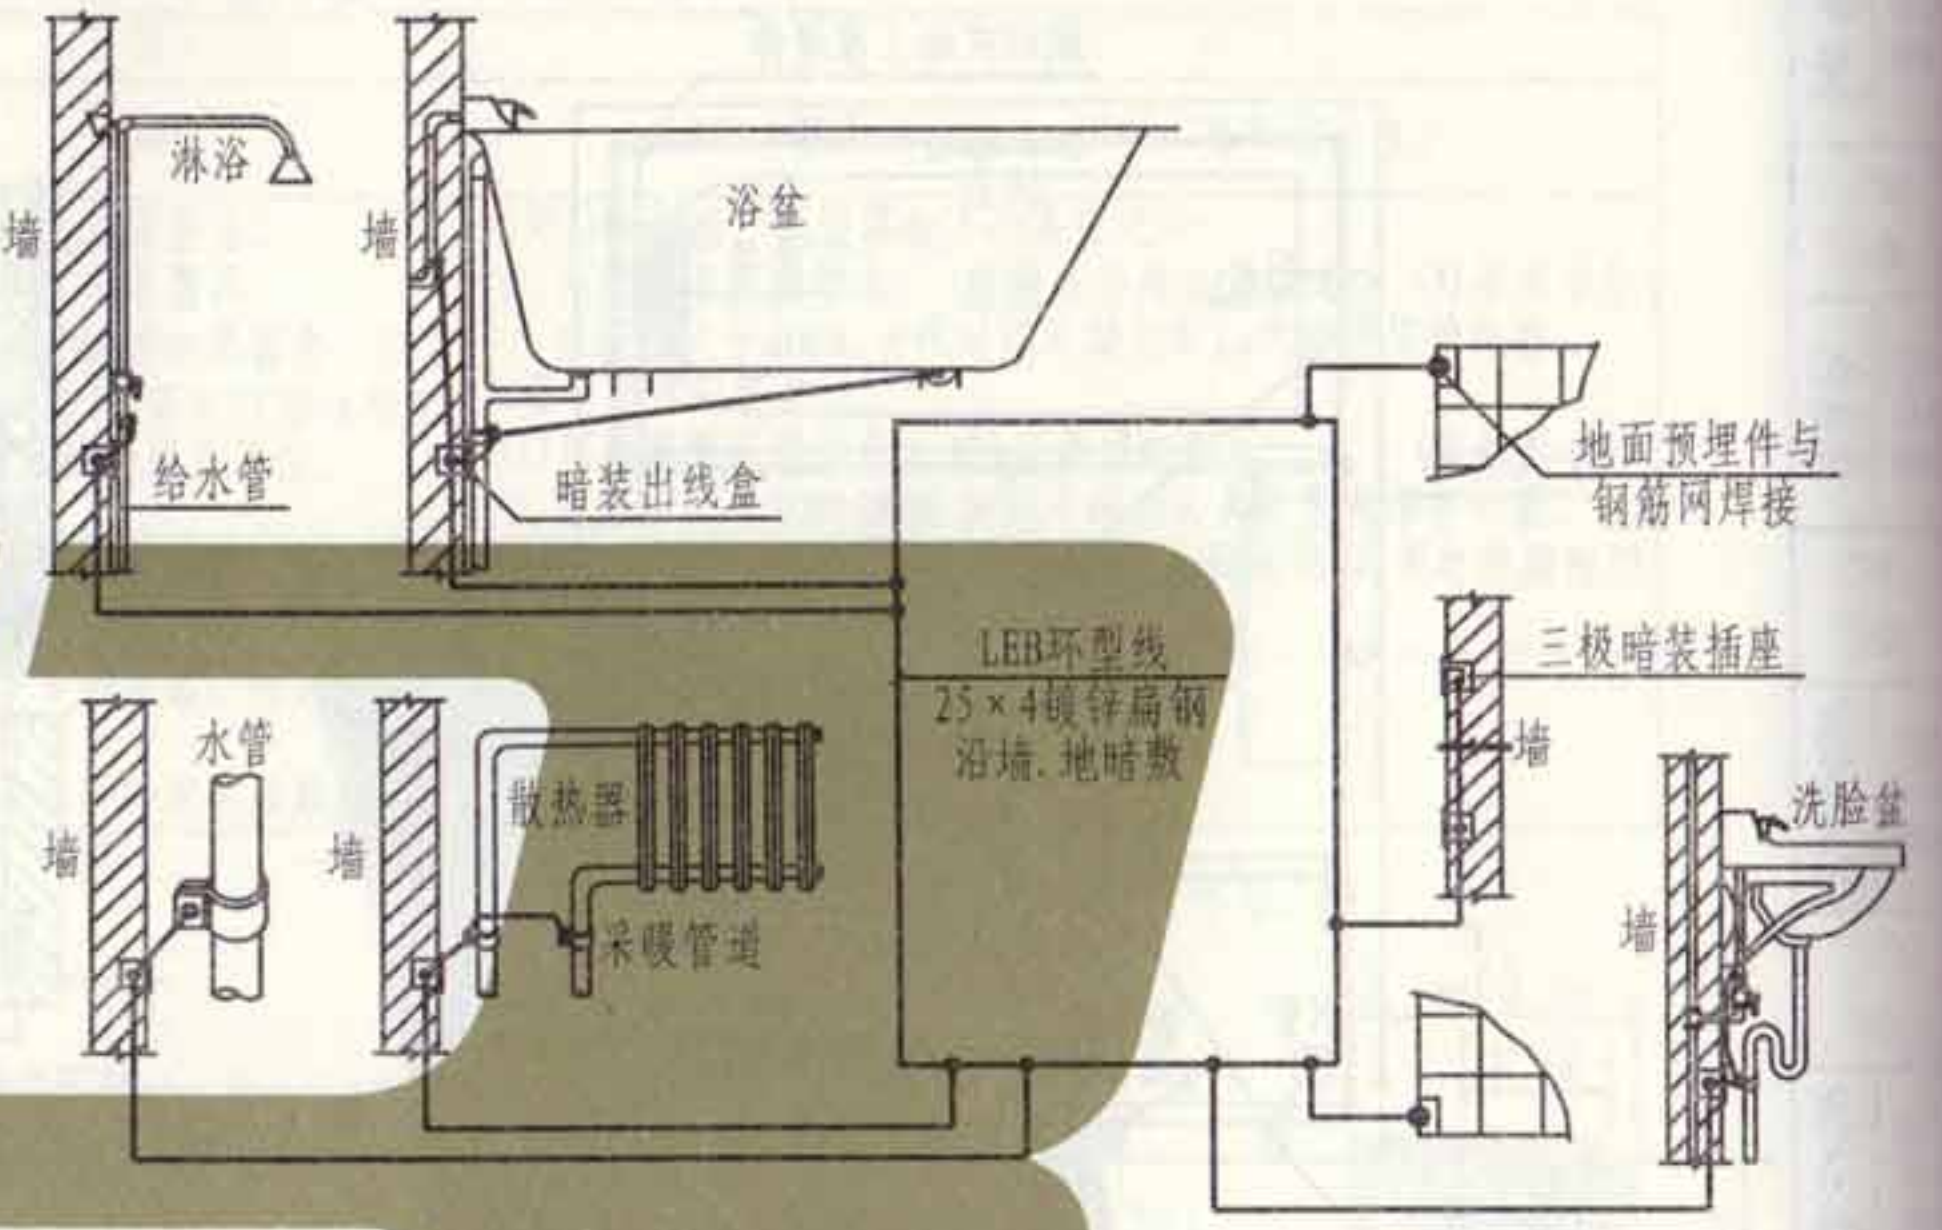 淋浴
墙
给水管
墙
浴盆
暗装出线盒
地面预埋件与
钢筋网焊接
LEB环型线
25×4镀锌扁钢
沿墙.地暗敷
三极暗装插座
墙
水管
墙
墙
散热器
采暖管道
洗脸盆
墙